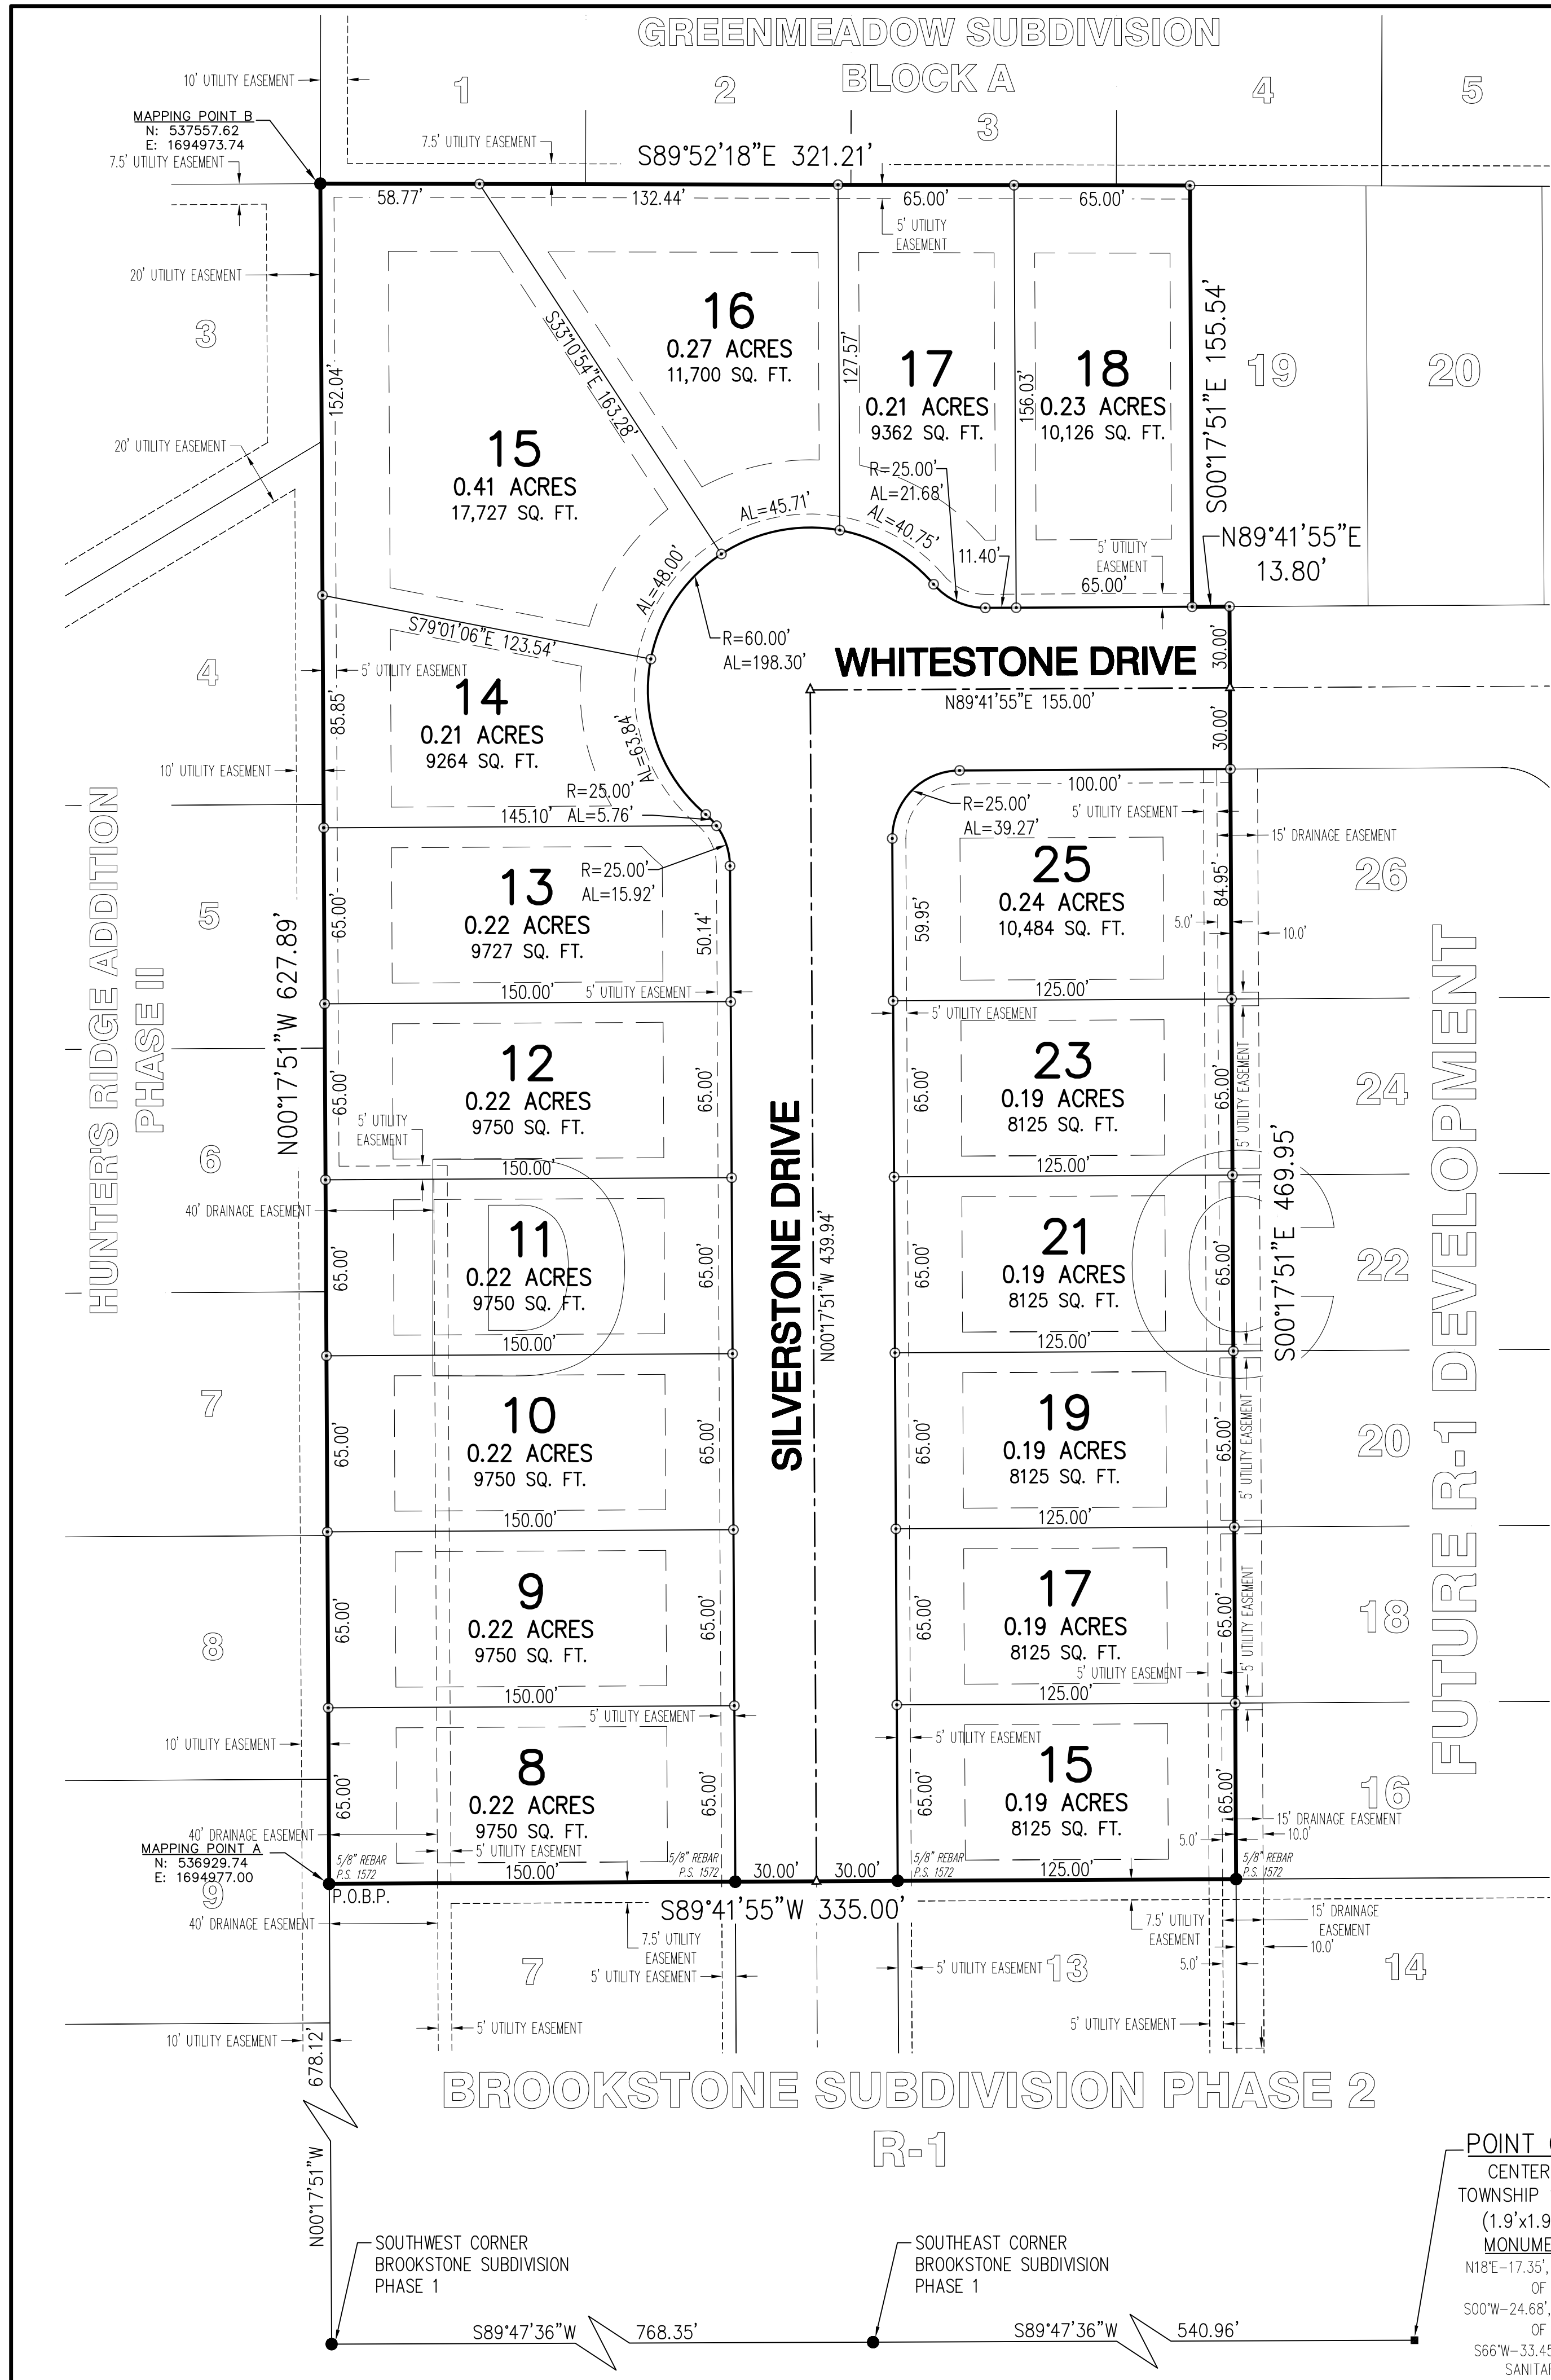 GREENMEADOW SUBDIVISION
BLOCK A
1
2
3
4
5
10' UTILITY EASEMENT
MAPPING POINT B
N: 537557.62
E: 1694973.74
7.5' UTILITY EASEMENT
7.5' UTILITY EASEMENT
S89°52'18"E 321.21'
58.77'
132.44'
65.00'
65.00'
5' UTILITY
EASEMENT
20' UTILITY EASEMENT
3
152.04'
S33°10'54"E 163.28'
16
0.27 ACRES
11,700 SQ. FT.
127.57'
17
0.21 ACRES
9362 SQ. FT.
156.03'
18
0.23 ACRES
10,126 SQ. FT.
S00°17'51"E 155.54'
19
20
20' UTILITY EASEMENT
15
0.41 ACRES
17,727 SQ. FT.
R=25.00'
AL=21.68'
AL=45.71'
AL=40.75'
AL=48.00'
11.40'
5' UTILITY
EASEMENT
65.00'
N89°41'55"E
13.80'
S79°01'06"E 123.54'
R=60.00'
AL=198.30'
WHITESTONE DRIVE
30.00'
N89°41'55"E 155.00'
30.00'
4
5' UTILITY EASEMENT
85.85'
14
0.21 ACRES
9264 SQ. FT.
AL=63.84'
10' UTILITY EASEMENT
R=25.00'
AL=5.76'
145.10'
100.00'
R=25.00'
AL=39.27'
5' UTILITY EASEMENT
15' DRAINAGE EASEMENT
HUNTER'S RIDGE ADDITION
PHASE II
N00°17'51"W 627.89'
5
65.00'
13
0.22 ACRES
9727 SQ. FT.
R=25.00'
AL=15.92'
50.14'
59.95'
25
0.24 ACRES
10,484 SQ. FT.
84.95'
5.0'
10.0'
26
150.00'
5' UTILITY EASEMENT
125.00'
5' UTILITY EASEMENT
65.00'
12
0.22 ACRES
9750 SQ. FT.
65.00'
65.00'
23
0.19 ACRES
8125 SQ. FT.
65.00'
5' UTILITY EASEMENT
24
5' UTILITY
EASEMENT
6
150.00'
125.00'
40' DRAINAGE EASEMENT
D
C
65.00'
11
0.22 ACRES
9750 SQ. FT.
65.00'
SILVERSTONE DRIVE
N00°17'51"W 439.94'
65.00'
21
0.19 ACRES
8125 SQ. FT.
65.00'
S00°17'51"E 469.95'
22
FUTURE R-1 DEVELOPMENT
150.00'
125.00'
7
65.00'
10
0.22 ACRES
9750 SQ. FT.
65.00'
65.00'
19
0.19 ACRES
8125 SQ. FT.
65.00'
5' UTILITY EASEMENT
20
150.00'
125.00'
8
65.00'
9
0.22 ACRES
9750 SQ. FT.
65.00'
65.00'
17
0.19 ACRES
8125 SQ. FT.
65.00'
5' UTILITY EASEMENT
18
5' UTILITY EASEMENT
150.00'
125.00'
5' UTILITY EASEMENT
5' UTILITY EASEMENT
10' UTILITY EASEMENT
65.00'
8
0.22 ACRES
9750 SQ. FT.
65.00'
65.00'
15
0.19 ACRES
8125 SQ. FT.
65.00'
16
15' DRAINAGE EASEMENT
5.0'
10.0'
40' DRAINAGE EASEMENT
5' UTILITY EASEMENT
MAPPING POINT A
N: 536929.74
E: 1694977.00
9
5/8" REBAR
P.S. 1572
150.00'
5/8" REBAR
P.S. 1572
30.00'
30.00'
5/8" REBAR
P.S. 1572
125.00'
5/8" REBAR
P.S. 1572
P.O.B.P.
S89°41'55"W 335.00'
40' DRAINAGE EASEMENT
7
7.5' UTILITY
EASEMENT
5' UTILITY EASEMENT
5' UTILITY EASEMENT
13
7.5' UTILITY
EASEMENT
15' DRAINAGE
EASEMENT
10.0'
5.0'
14
10' UTILITY EASEMENT
5' UTILITY EASEMENT
5' UTILITY EASEMENT
678.12'
N00°17'51"W
BROOKSTONE SUBDIVISION PHASE 2
R-1
POINT
CENTER
TOWNSHIP
(1.9'x1.9
MONUME
N18°E-17.35',
OF
S00°W-24.68',
OF
S66°W-33.45
SANITAR
SOUTHWEST CORNER
BROOKSTONE SUBDIVISION
PHASE 1
SOUTHEAST CORNER
BROOKSTONE SUBDIVISION
PHASE 1
S89°47'36"W
768.35'
S89°47'36"W
540.96'